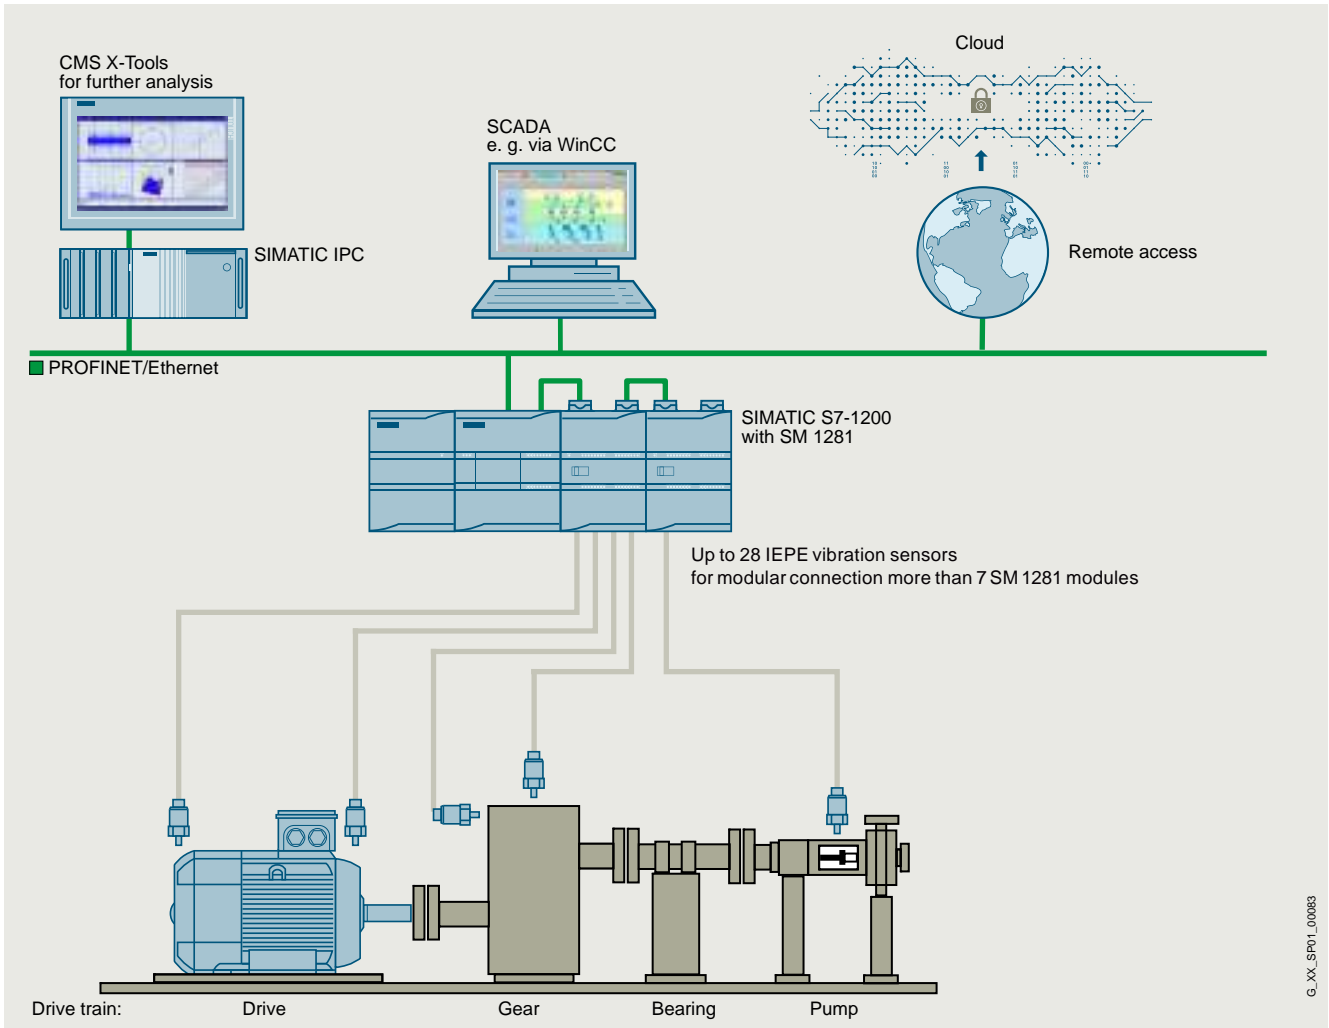 CMS X-Tools
for further analysis
SIMATIC IPC
SCADA
e. g. via WinCC
Cloud
Remote access
PROFINET/Ethernet
SIMATIC S7-1200
with SM 1281
Up to 28 IEPE vibration sensors
for modular connection more than 7 SM 1281 modules
Drive train:
Drive
Gear
Bearing
Pump
G_XX_SP01_00083